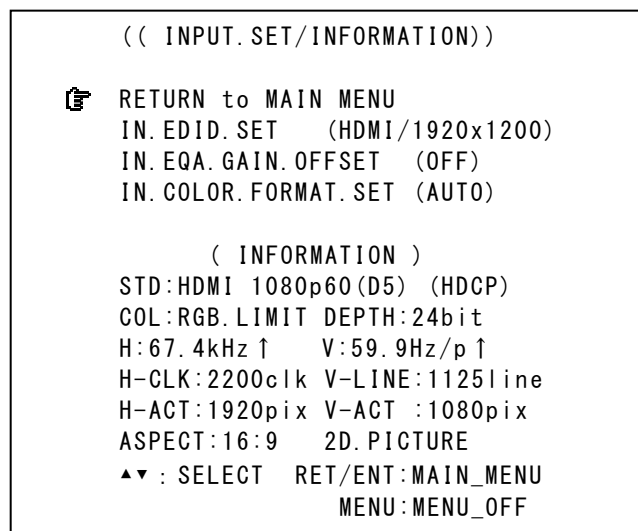 (( INPUT.SET/INFORMATION))
☞ RETURN to MAIN MENU
IN.EDID.SET (HDMI/1920x1200)
IN.EQA.GAIN.OFFSET (OFF)
IN.COLOR.FORMAT.SET (AUTO)
( INFORMATION )
STD:HDMI 1080p60(D5) (HDCP)
COL:RGB.LIMIT DEPTH:24bit
H:67.4kHz↑ V:59.9Hz/p↑
H-CLK:2200clk V-LINE:1125line
H-ACT:1920pix V-ACT :1080pix
ASPECT:16:9 2D.PICTURE
▲▼:SELECT RET/ENT:MAIN_MENU
MENU:MENU_OFF